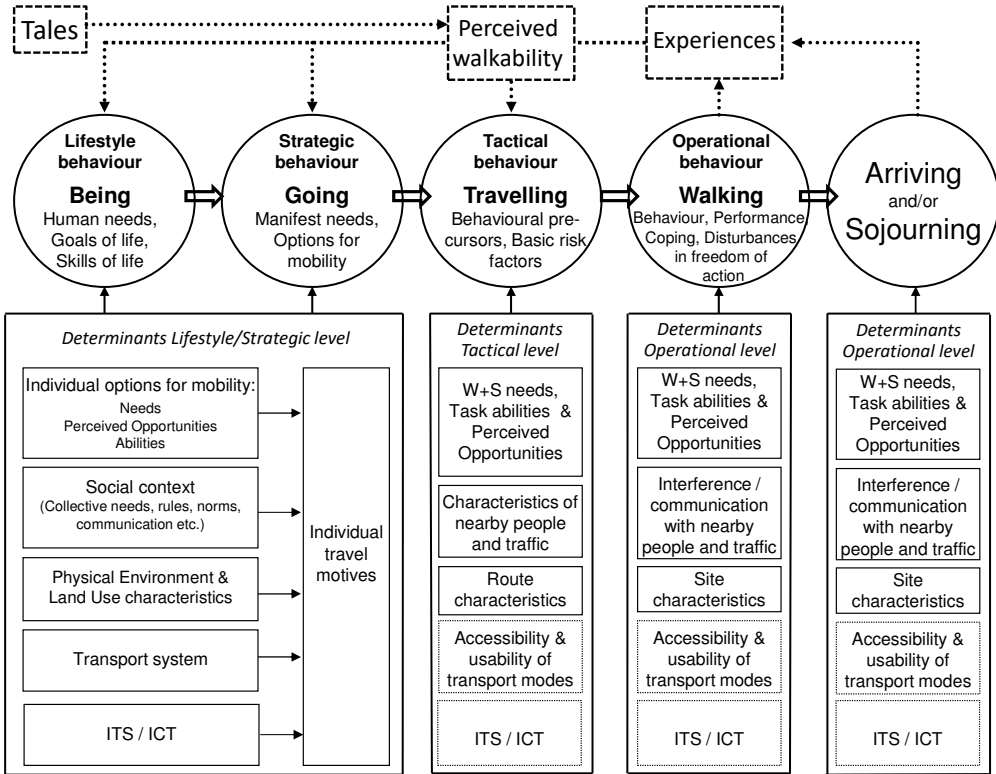 Tales
Perceived
walkability
Experiences
Lifestyle
behaviour
Being
Human needs,
Goals of life,
Skills of life
Strategic
behaviour
Going
Manifest needs,
Options for
mobility
Tactical
behaviour
Travelling
Behavioural pre-
cursors, Basic risk
factors
Operational
behaviour
Walking
Behaviour, Performance,
Coping, Disturbances
in freedom of
action
Arriving
and/or
Sojourning
Determinants Lifestyle/Strategic level
Individual options for mobility:
Needs
Perceived Opportunities
Abilities
Social context
(Collective needs, rules, norms,
communication etc.)
Physical Environment &
Land Use characteristics
Transport system
ITS / ICT
Individual
travel
motives
Determinants
Tactical level
W+S needs,
Task abilities &
Perceived
Opportunities
Characteristics of
nearby people
and traffic
Route
characteristics
Accessibility &
usability of
transport modes
ITS / ICT
Determinants
Operational level
W+S needs,
Task abilities &
Perceived
Opportunities
Interference /
communication
with nearby
people and traffic
Site
characteristics
Accessibility &
usability of
transport modes
ITS / ICT
Determinants
Operational level
W+S needs,
Task abilities &
Perceived
Opportunities
Interference /
communication
with nearby
people and traffic
Site
characteristics
Accessibility &
usability of
transport modes
ITS / ICT